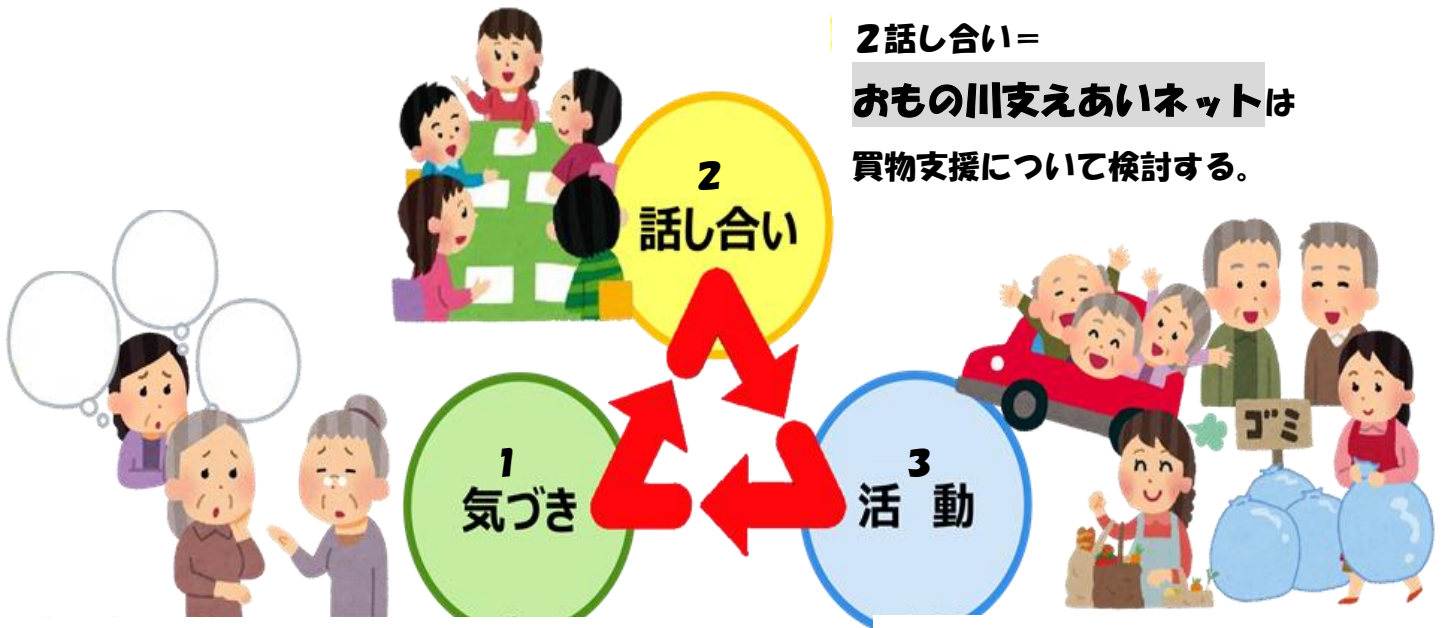 2話し合い=
おもの川支えあいネットは
買物支援について検討する。
2
話し合い
1
気づき
3
活 動
ゴミ